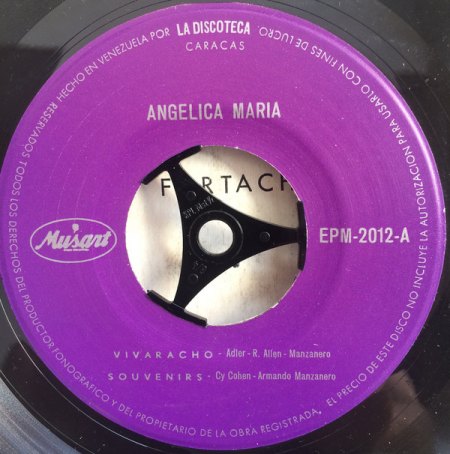 RESERVADOS TODOS LOS DERECHOS DEL PRODUCTOR FONOGRAFICO Y DEL PROPIETARIO DE LA OBRA REGISTRADA. EL PRECIO DE ESTE DISCO NO INCLUYE LA AUTORIZACION PARA USARLO CON FINES DE LUCRO
HECHO EN VENEZUELA POR LA DISCOTECA
CARACAS
ANGELICA MARIA
FARTACH
Musart
EPM-2012-A
VIVARACHO - Adler - R. Allen - Manzanero
SOUVENIRS - Cy Cohen - Armando Manzanero